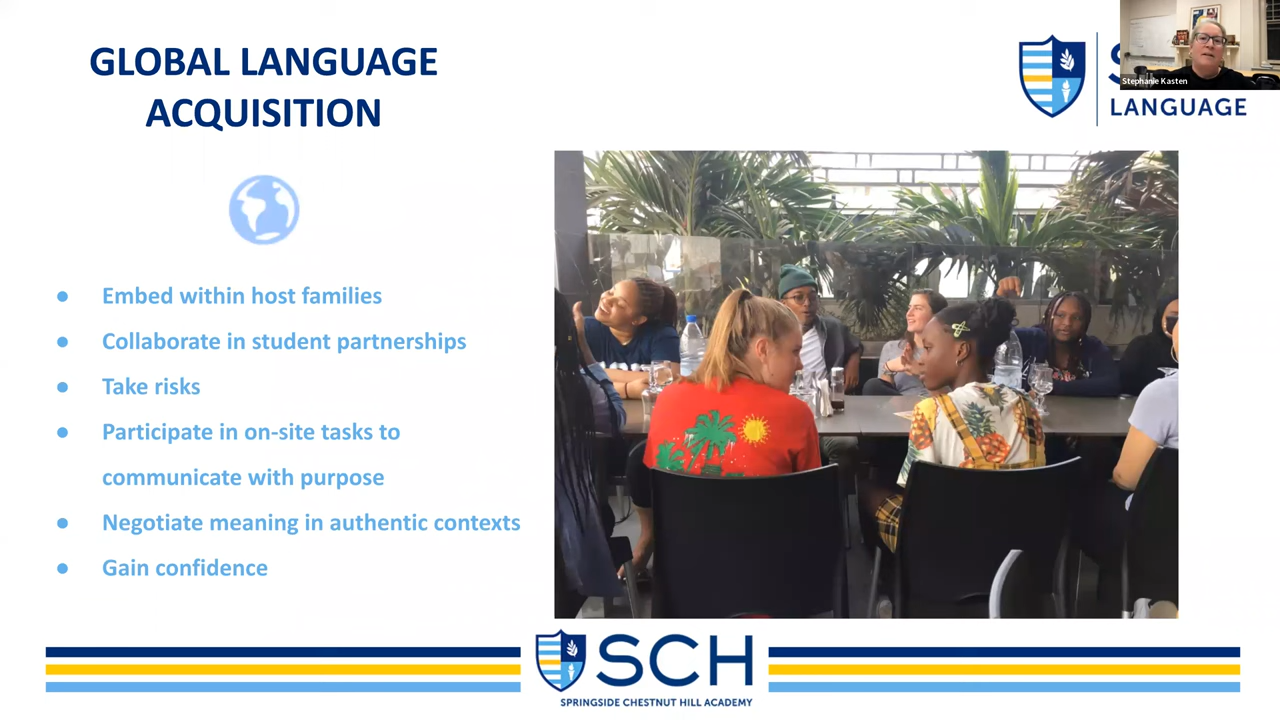 GLOBAL LANGUAGE
ACQUISITION
Stephanie Kasten
LANGUAGE
● Embed within host families
● Collaborate in student partnerships
● Take risks
● Participate in on-site tasks to
communicate with purpose
● Negotiate meaning in authentic contexts
● Gain confidence
SCH
SPRINGSIDE CHESTNUT HILL ACADEMY